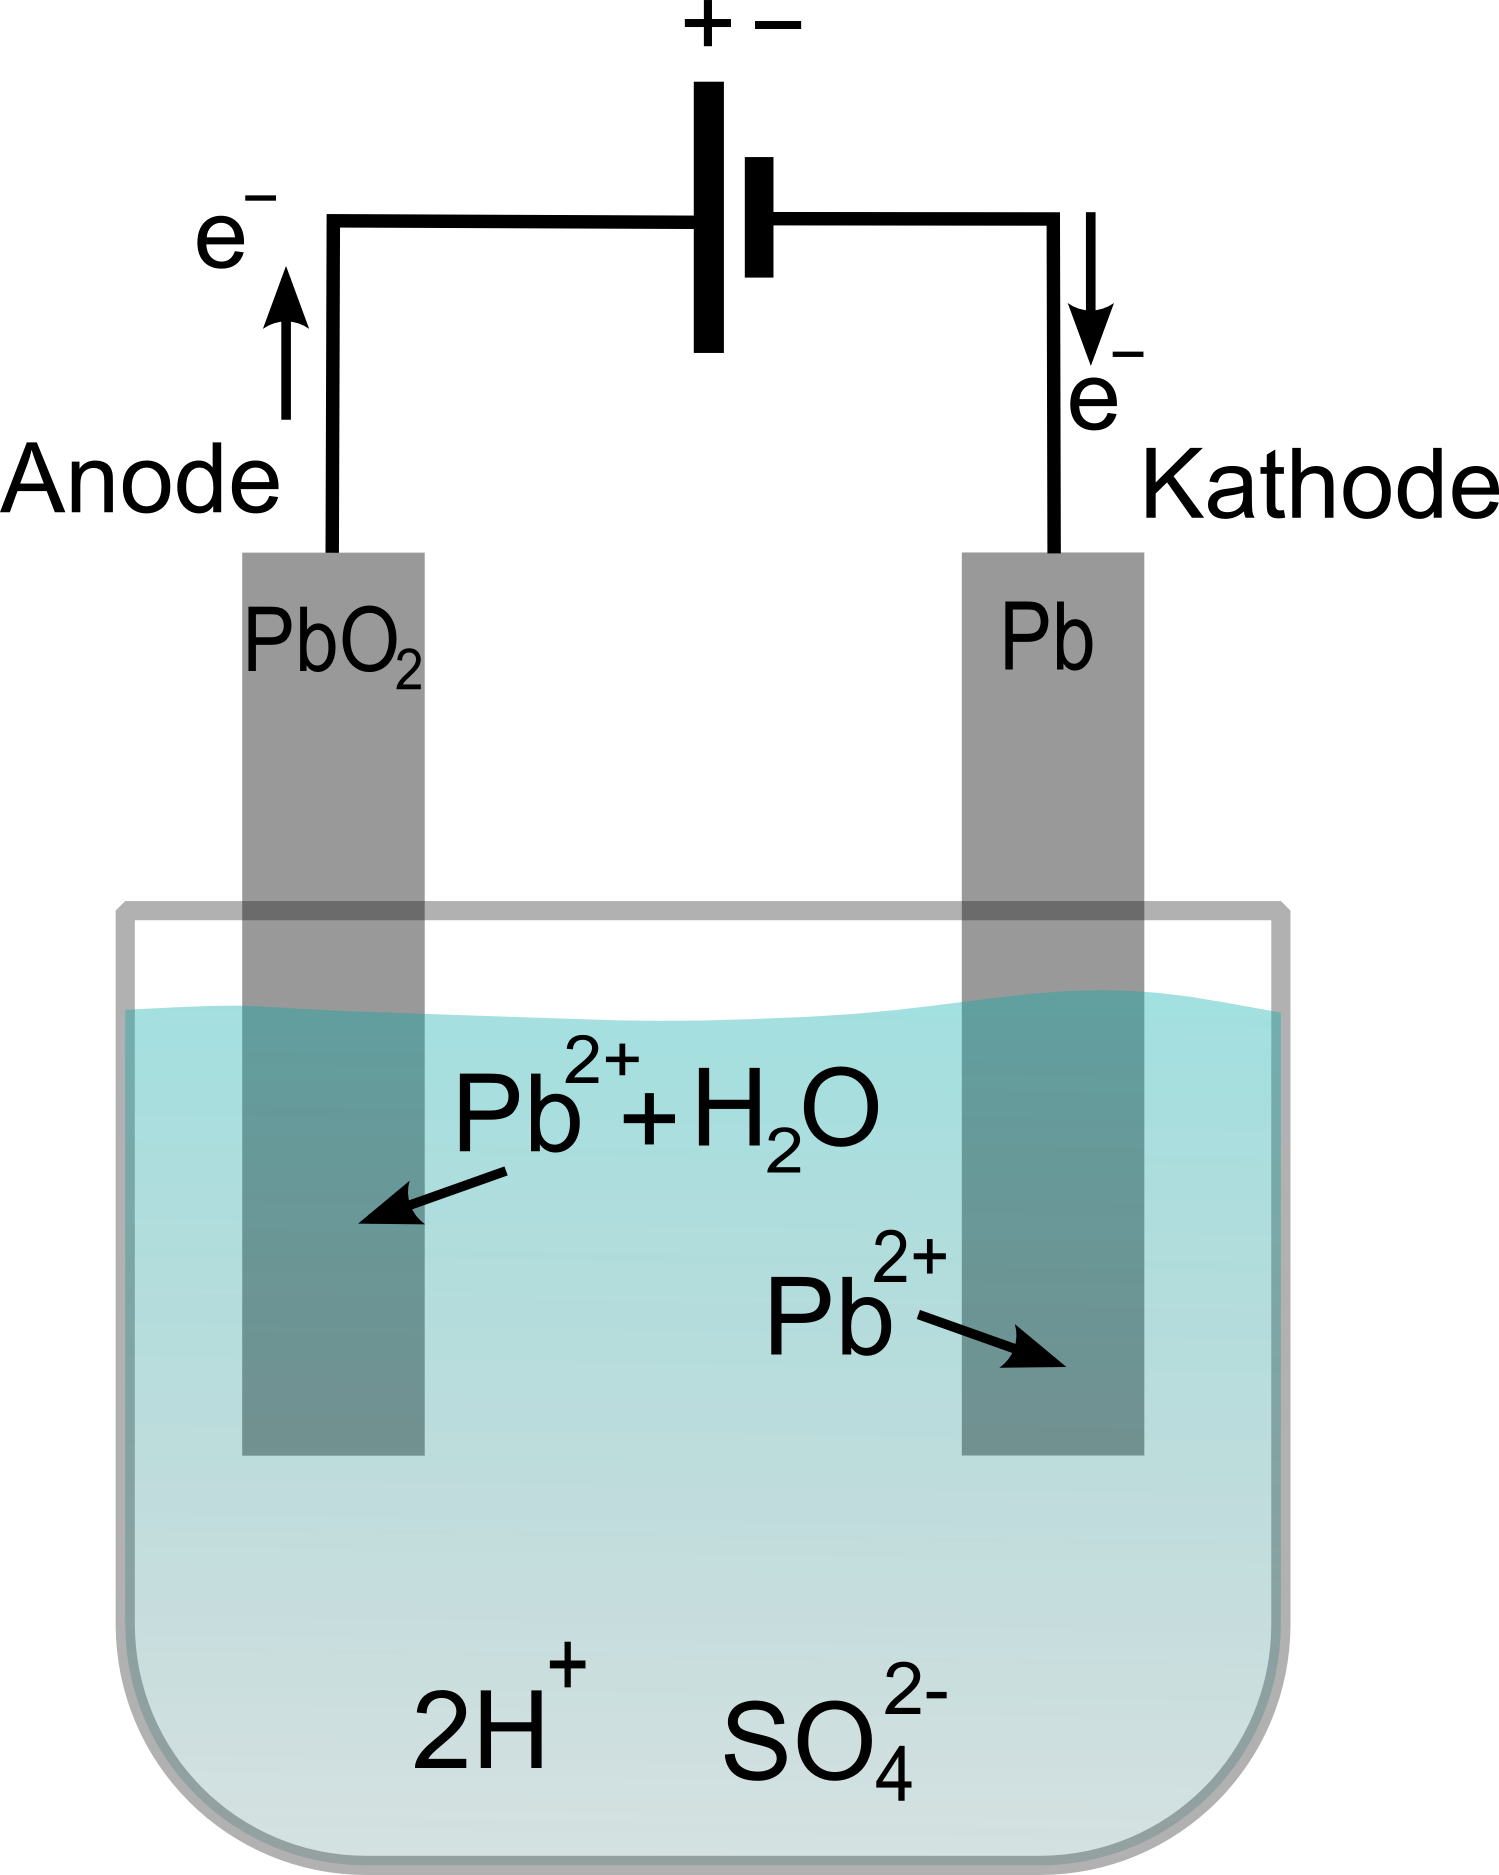 + –
e⁻
e⁻
Anode
Kathode
PbO₂
Pb
Pb²⁺ + H₂O
Pb²⁺
2H⁺
SO₄²⁻